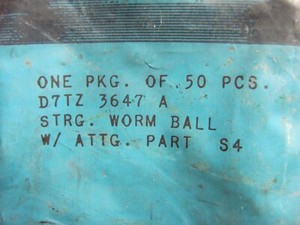 ONE PKG. OF 50 PCS.
D7TZ 3647 A
STRG. WORM BALL
W/ ATTG. PART S4